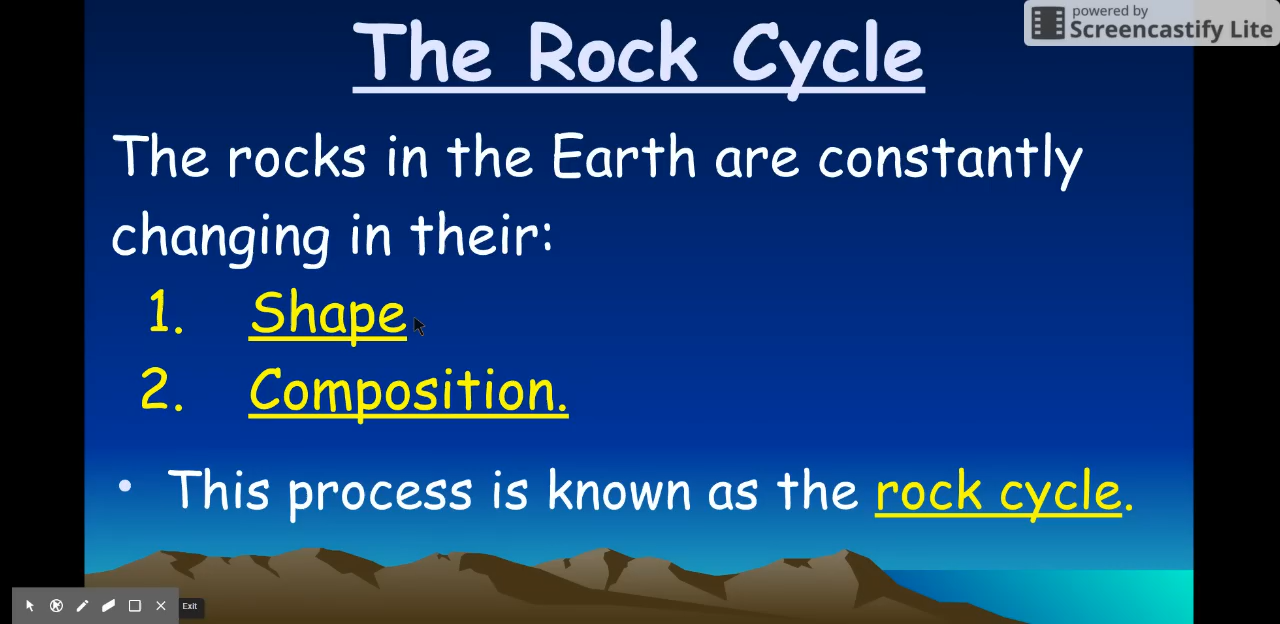 powered by
Screencastify Lite
The Rock Cycle
The rocks in the Earth are constantly
changing in their:
1. Shape
2. Composition.
• This process is known as the rock cycle.
Exit